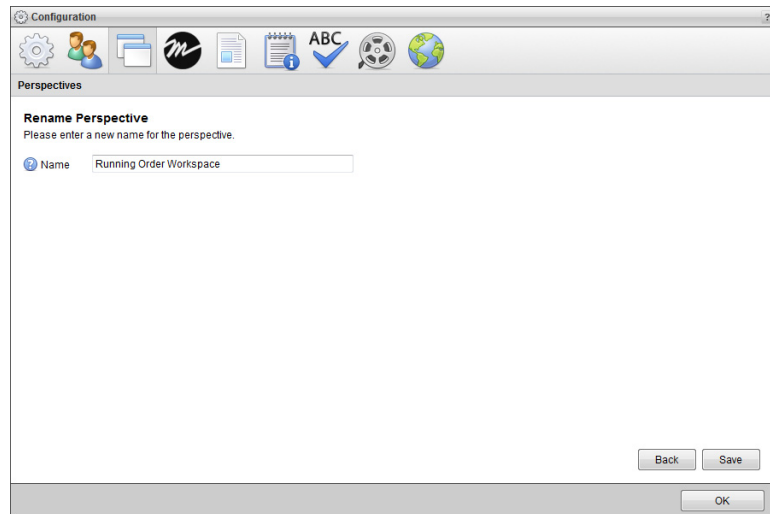 Configuration
?
ABC
Perspectives
Rename Perspective
Please enter a new name for the perspective.
? Name Running Order Workspace
Back Save
OK